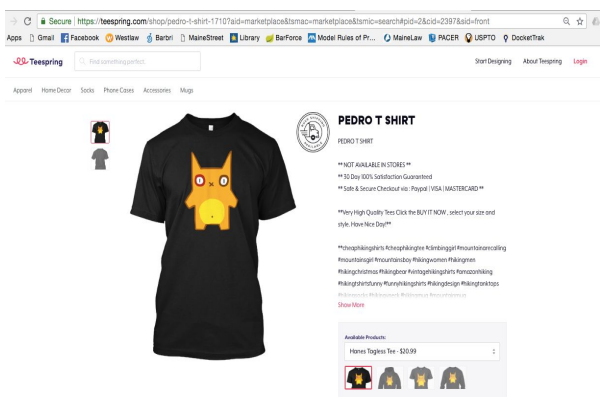 Secure https://teespring.com/shop/pedro-t-shirt-1710?aid=marketplace&tsmac=marketplace&tsmic=search#pid=2&cid=2397&sid=front
Apps Gmail Facebook Westlaw Barbri MaineStreet Library BarForce Model Rules of Pr... MaineLaw PACER USPTO DocketTrak
Teespring Find something perfect Start Designing About Teespring Login
Apparel Home Decor Socks Phone Cases Accessories Mugs
PEDRO T SHIRT
PEDRO T SHIRT
** NOT AVAILABLE IN STORES **
** 30 Day 100% Satisfaction Guaranteed
** Safe & Secure Checkout via : Paypal | VISA | MASTERCARD **
**Very High Quality Tees Click the BUY IT NOW , select your size and
style. Have Nice Day!**
**cheaphikingshirts #cheaphikingtee #climbinggirl #mountainarecalling
#mountainsgirl #mountainsboy #hikingwomen #hikingmen
#hikingchristmas #hikingbear #vintagehikingshirts #amazonhiking
#hikingtshirtsfunny #funnyhikingshirts #hikingdesign #hikingtanktops
Show More
Available Products:
Hanes Tagless Tee - $20.99